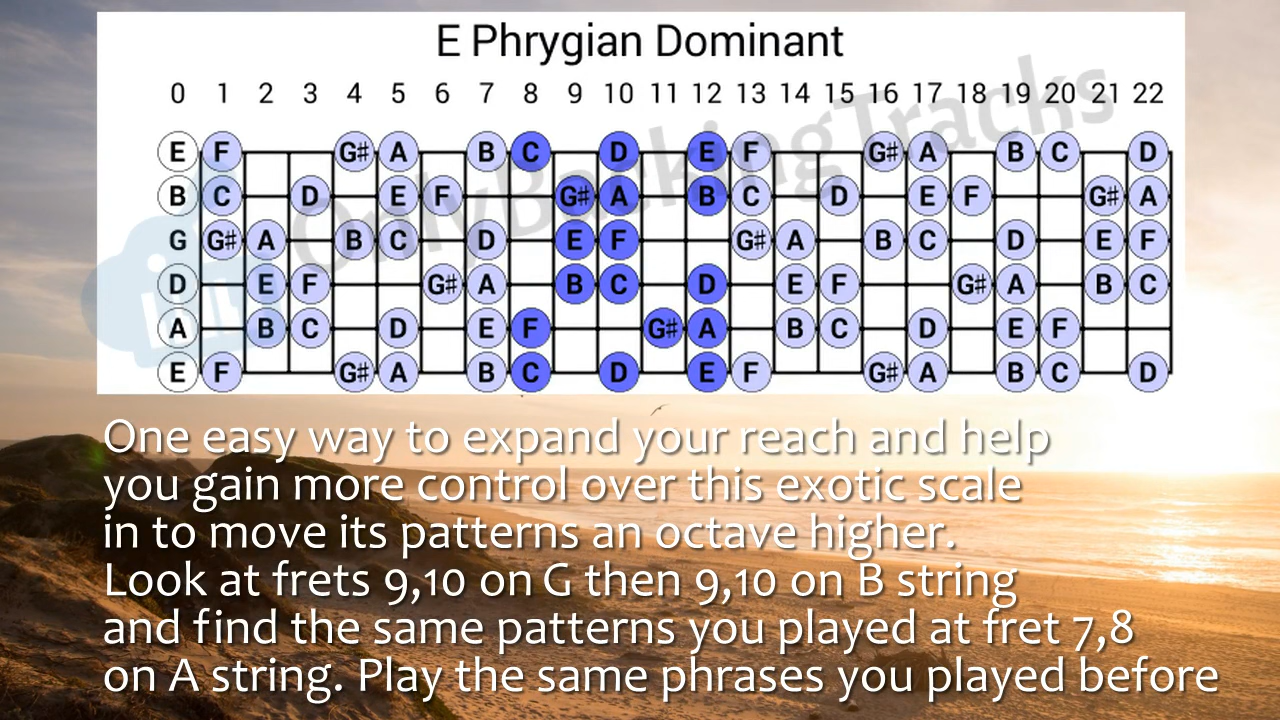 E Phrygian Dominant
0 1 2 3 4 5 6 7 8 9 10 11 12 13 14 15 16 17 18 19 20 21 22
E F G# A B C D E F G# A B C D
B C D E F G# A B C D E F G# A
G G# A B C D E F G# A B C D E F
D E F G# A B C D E F G# A B C
A B C D E F G# A B C D E F
E F G# A B C D E F G# A B C D
OnlyBackingTracks
One easy way to expand your reach and help
you gain more control over this exotic scale
in to move its patterns an octave higher.
Look at frets 9,10 on G then 9,10 on B string
and find the same patterns you played at fret 7,8
on A string. Play the same phrases you played before